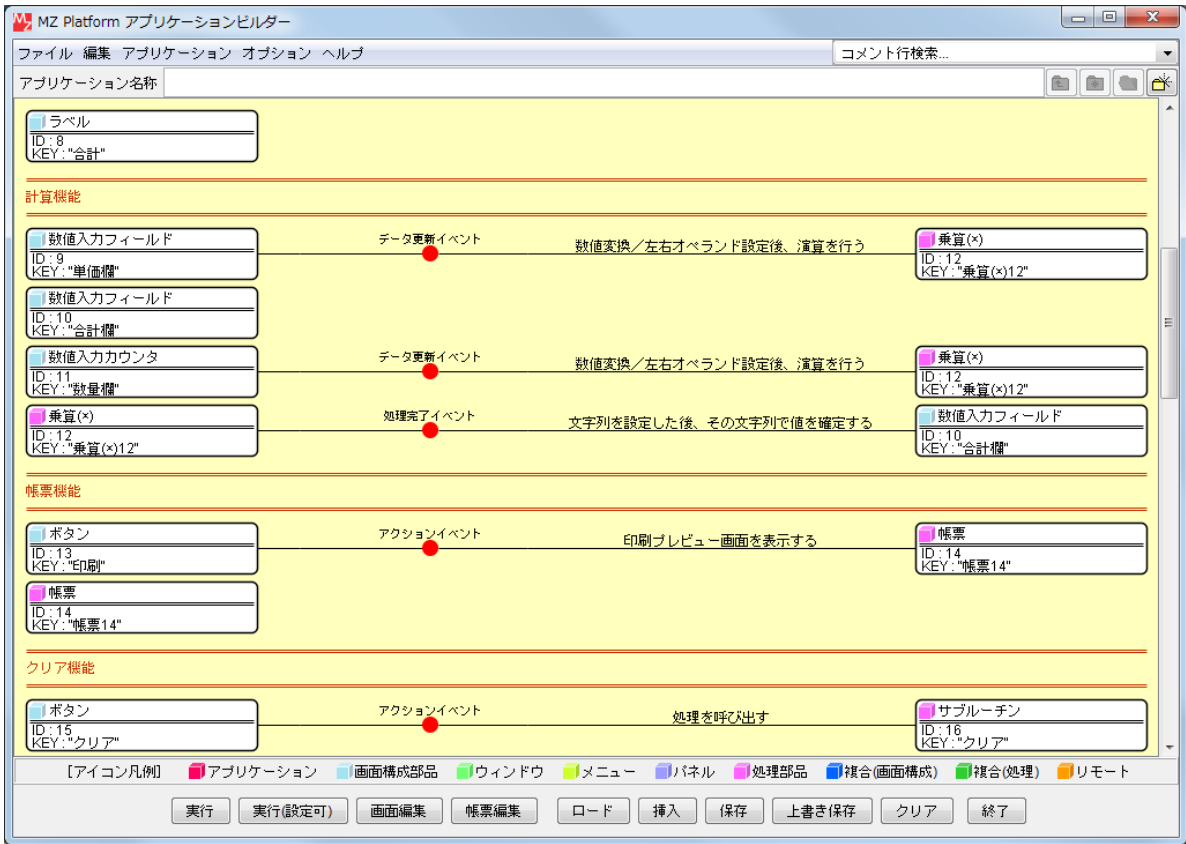 MZ Platform アプリケーションビルダー
ファイル 編集 アプリケーション オプション ヘルプ コメント行検索...
アプリケーション名称
ラベル
ID : 8
KEY : "合計"
計算機能
数値入力フィールド データ更新イベント 数値変換／左右オペランド設定後、演算を行う 乗算(×)
ID : 9 ID : 12
KEY : "単価欄" KEY : "乗算(×)12"
数値入力フィールド
ID : 10
KEY : "合計欄"
数値入力カウンタ データ更新イベント 数値変換／左右オペランド設定後、演算を行う 乗算(×)
ID : 11 ID : 12
KEY : "数量欄" KEY : "乗算(×)12"
乗算(×) 処理完了イベント 文字列を設定した後、その文字列で値を確定する 数値入力フィールド
ID : 12 ID : 10
KEY : "乗算(×)12" KEY : "合計欄"
帳票機能
ボタン アクションイベント 印刷プレビュー画面を表示する 帳票
ID : 13 ID : 14
KEY : "印刷" KEY : "帳票14"
帳票
ID : 14
KEY : "帳票14"
クリア機能
ボタン アクションイベント 処理を呼び出す サブルーチン
ID : 15 ID : 16
KEY : "クリア" KEY : "クリア"
[アイコン凡例] アプリケーション 画面構成部品 ウィンドウ メニュー パネル 処理部品 複合(画面構成) 複合(処理) リモート
実行 実行(設定可) 画面編集 帳票編集 ロード 挿入 保存 上書き保存 クリア 終了